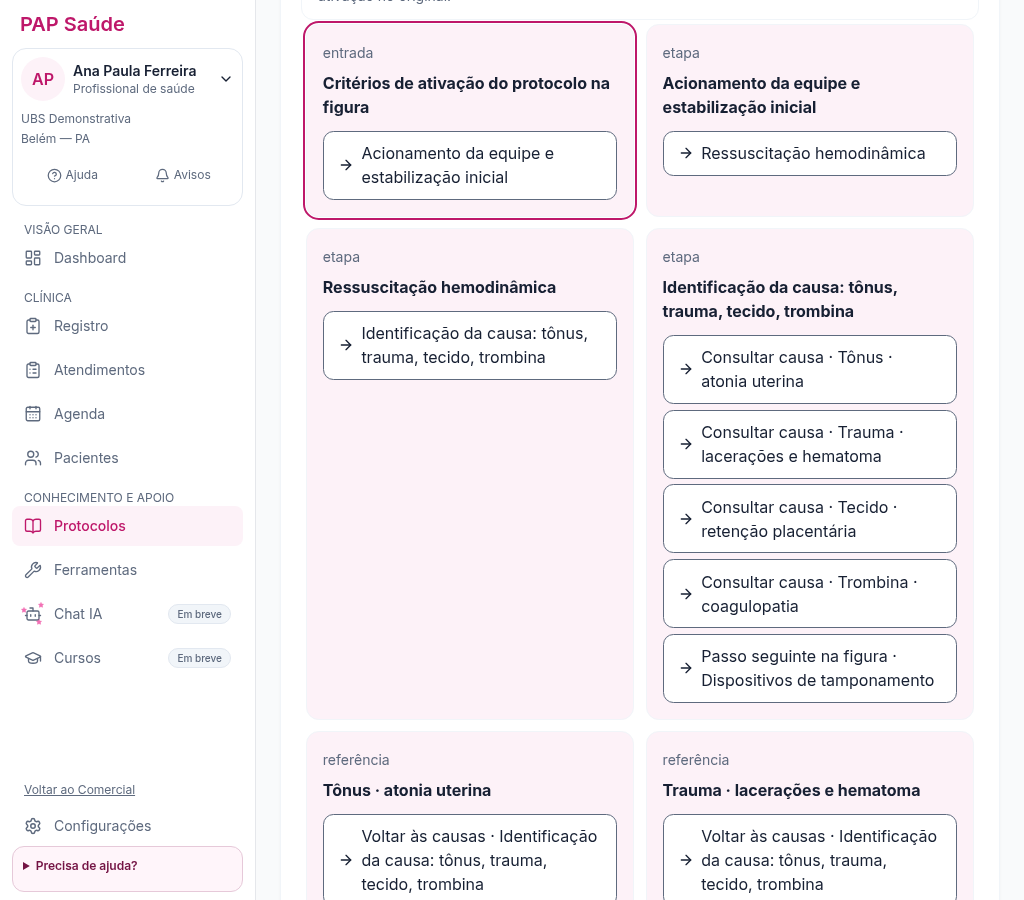 PAP Saúde
AP
Ana Paula Ferreira
Profissional de saúde
UBS Demonstrativa
Belém — PA
Ajuda
Avisos
VISÃO GERAL
Dashboard
CLÍNICA
Registro
Atendimentos
Agenda
Pacientes
CONHECIMENTO E APOIO
Protocolos
Ferramentas
Chat IA
Em breve
Cursos
Em breve
Voltar ao Comercial
Configurações
Precisa de ajuda?
entrada
Critérios de ativação do protocolo na
figura
Acionamento da equipe e
estabilização inicial
etapa
Acionamento da equipe e
estabilização inicial
Ressuscitação hemodinâmica
etapa
Ressuscitação hemodinâmica
Identificação da causa: tônus,
trauma, tecido, trombina
etapa
Identificação da causa: tônus,
trauma, tecido, trombina
Consultar causa · Tônus ·
atonia uterina
Consultar causa · Trauma ·
lacerações e hematoma
Consultar causa · Tecido ·
retenção placentária
Consultar causa · Trombina ·
coagulopatia
Passo seguinte na figura ·
Dispositivos de tamponamento
referência
Tônus · atonia uterina
Voltar às causas · Identificação
da causa: tônus, trauma,
tecido, trombina
referência
Trauma · lacerações e hematoma
Voltar às causas · Identificação
da causa: tônus, trauma,
tecido, trombina